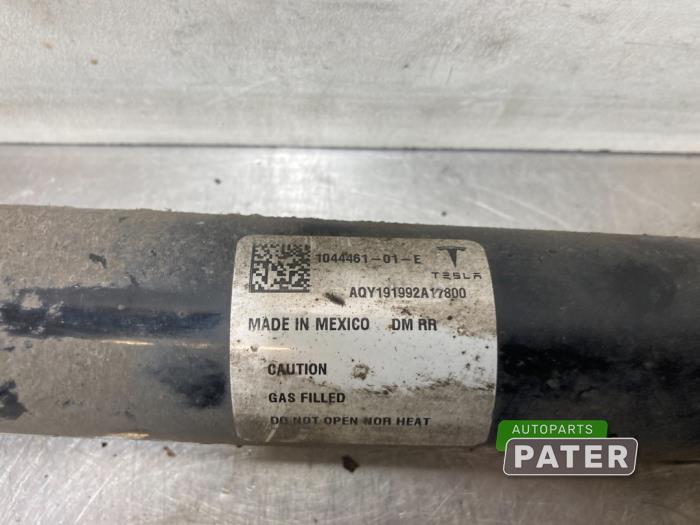 1044461-01-E
TESLA
AQY191992A17800
MADE IN MEXICO DM RR
CAUTION
GAS FILLED
DO NOT OPEN NOR HEAT
AUTOPARTS
PATER